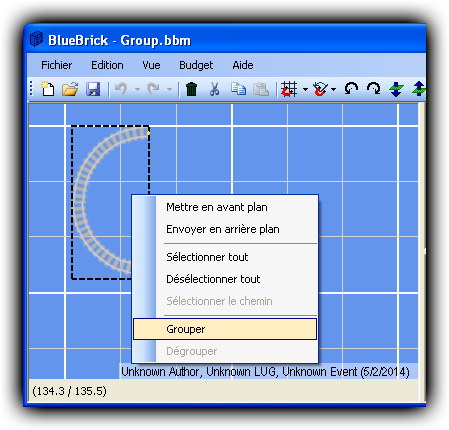 BlueBrick - Group.bbm
Fichier Edition Vue Budget Aide
Mettre en avant plan
Envoyer en arrière plan
Sélectionner tout
Désélectionner tout
Sélectionner le chemin
Grouper
Dégrouper
Unknown Author, Unknown LUG, Unknown Event (5/2/2014)
(134.3 / 135.5)